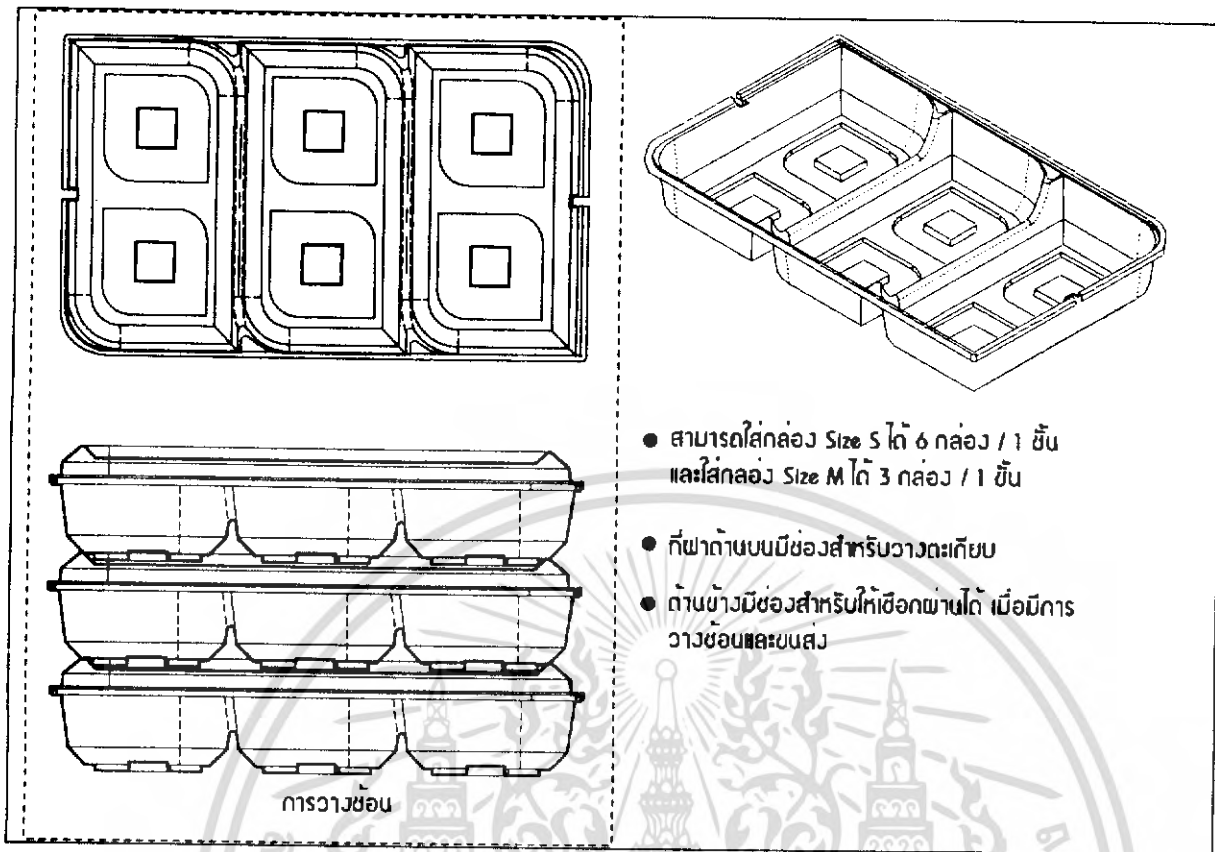 ● สามารถใส่กล่อง Size S ได้ 6 กล่อง / 1 ชั้น
และใส่กล่อง Size M ได้ 3 กล่อง / 1 ชั้น
● ที่ฝาด้านบนมีช่องสำหรับวางตะเกียบ
● ด้านข้างมีช่องสำหรับให้เชือกผ่านได้ เมื่อมีการ
วางซ้อนและขนส่ง
การวางซ้อน